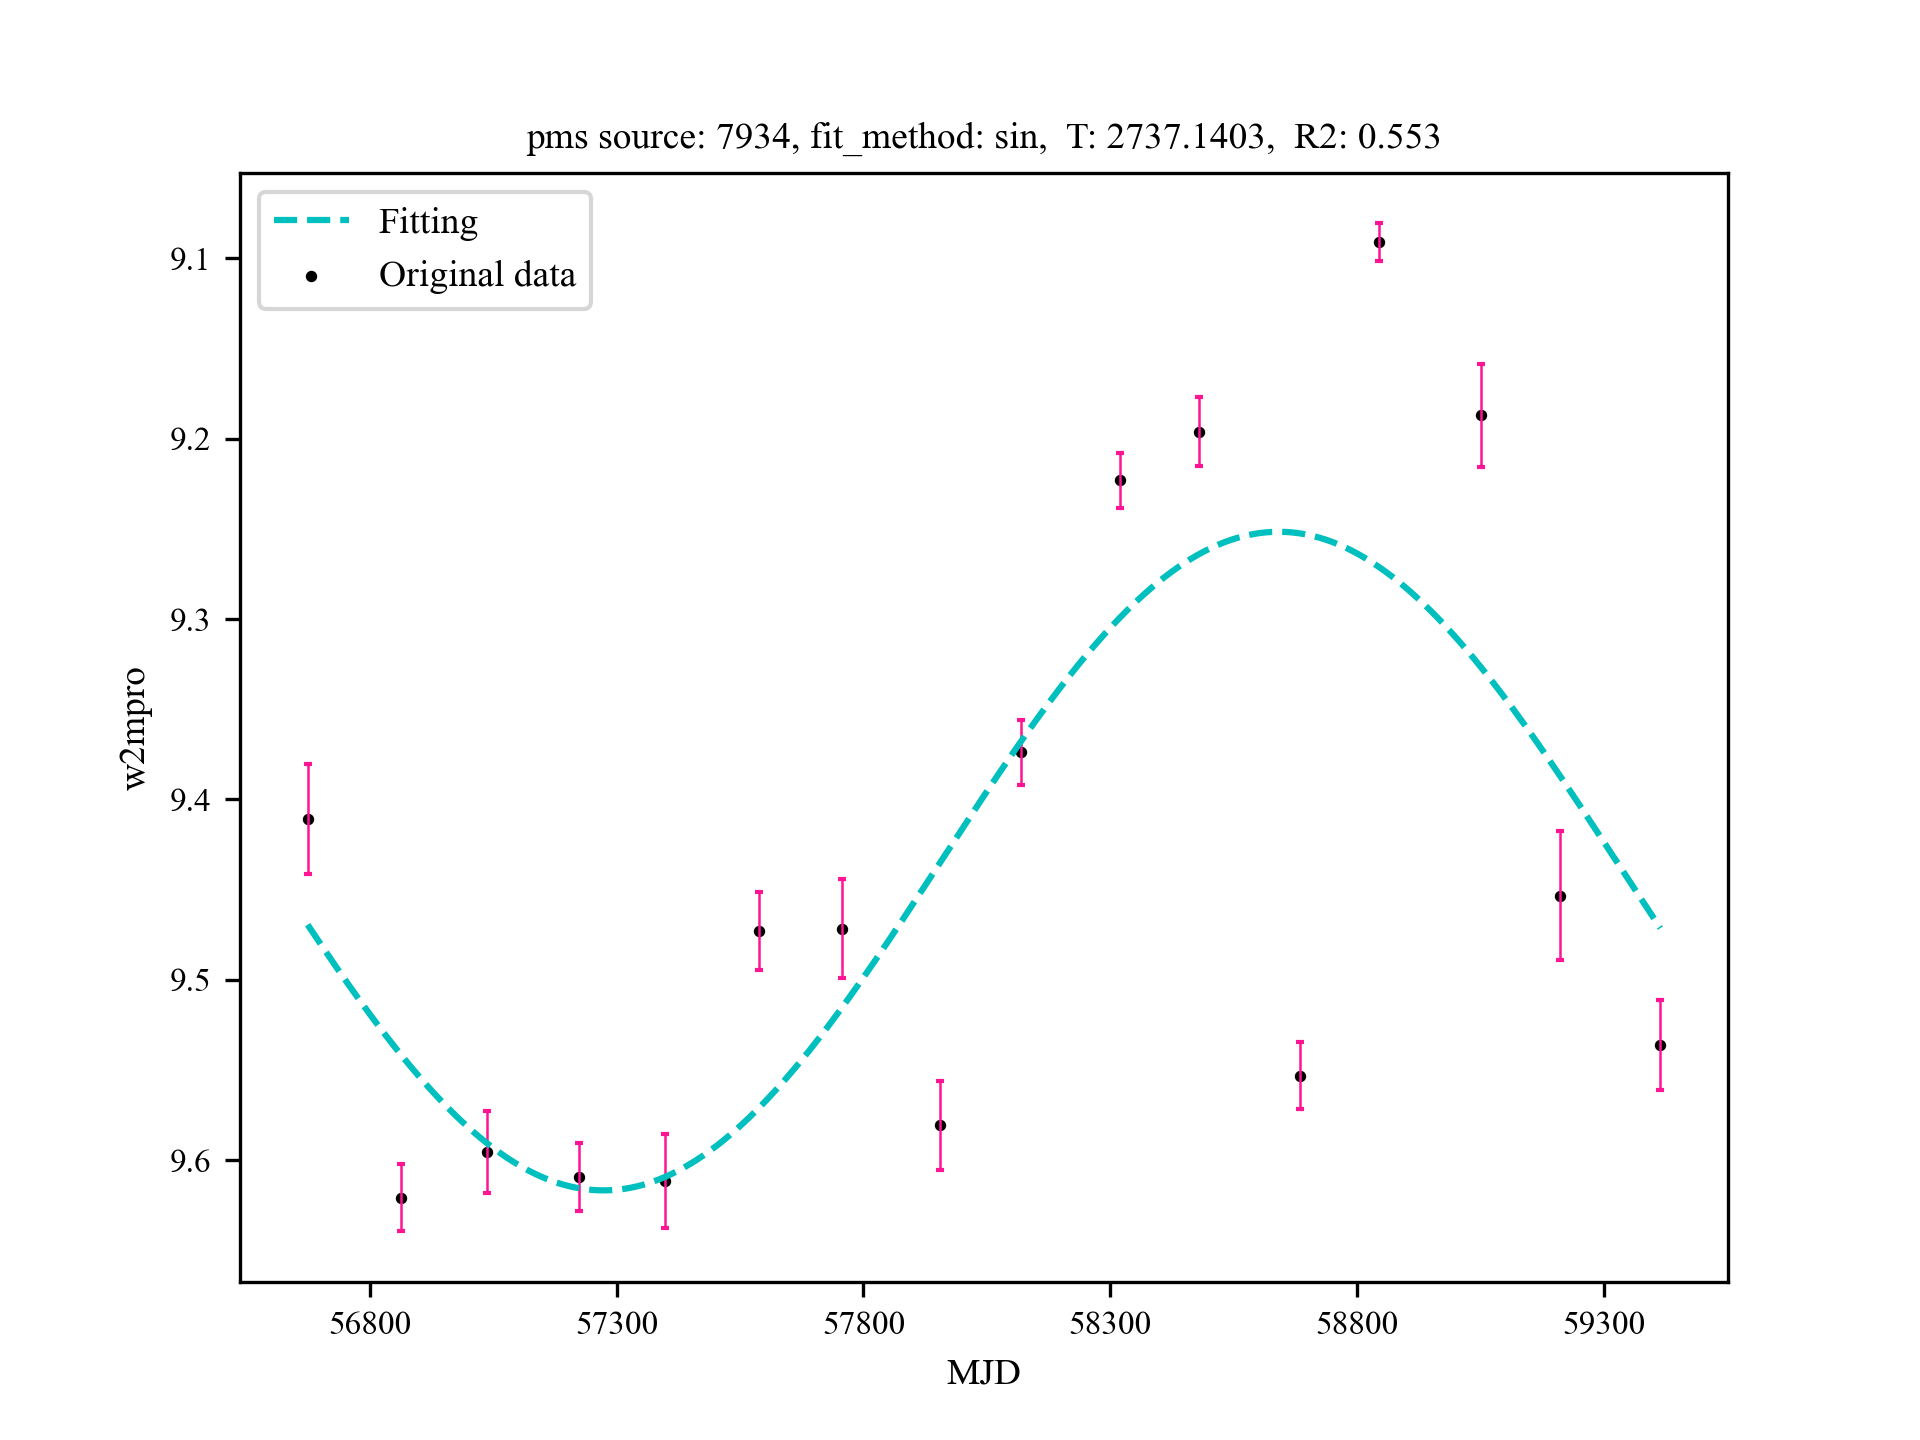 pms source: 7934, fit_method: sin,  T: 2737.1403,  R2: 0.553
Fitting
Original data
9.1
9.2
9.3
9.4
9.5
9.6
w2mpro
56800 57300 57800 58300 58800 59300
MJD